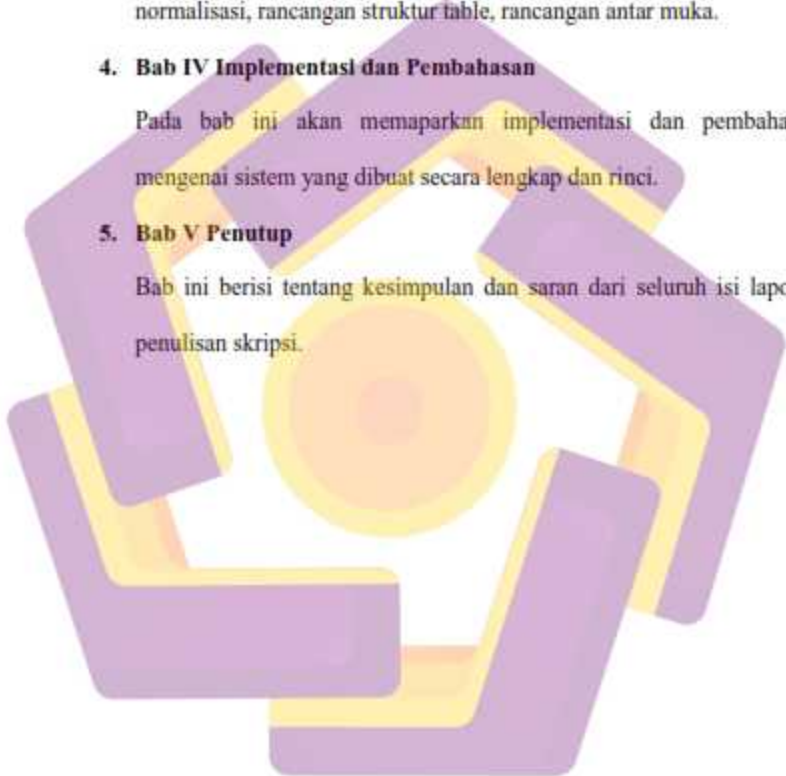 normalisasi, rancangan struktur table, rancangan antar muka.
4. Bab IV Implementasi dan Pembahasan
Pada bab ini akan memaparkan implementasi dan pembaha
mengenai sistem yang dibuat secara lengkap dan rinci.
5. Bab V Penutup
Bab ini berisi tentang kesimpulan dan saran dari seluruh isi lapo
penulisan skripsi.